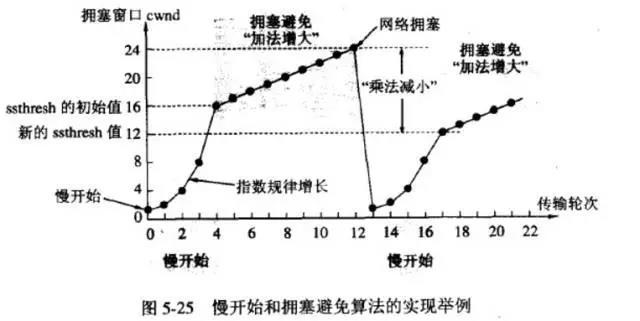 拥塞窗口 cwnd
拥塞避免
“加法增大”
网络拥塞
拥塞避免
“加法增大”
24
20
ssthresh 的初始值 16
新的 ssthresh 值 12
8
4
0
“乘法减小”
指数规律增长
慢开始
0 2 4 6 8 10 12 14 16 18 20 22
传输轮次
慢开始
慢开始
图 5-25 慢开始和拥塞避免算法的实现举例